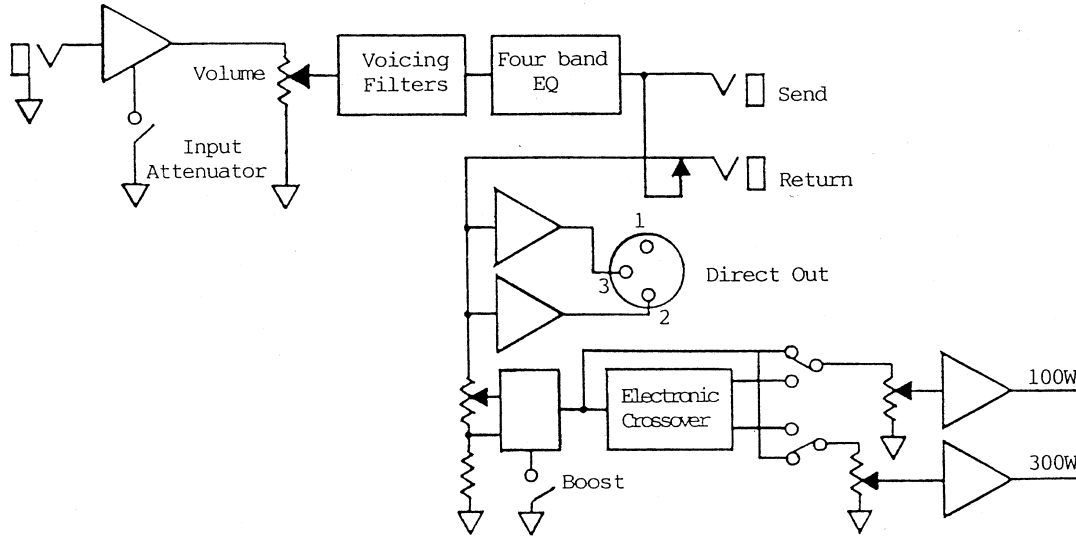 Volume
Voicing
Filters
Four band
EQ
Send
Input
Attenuator
Return
1
3
2
Direct Out
Electronic
Crossover
100W
300W
Boost